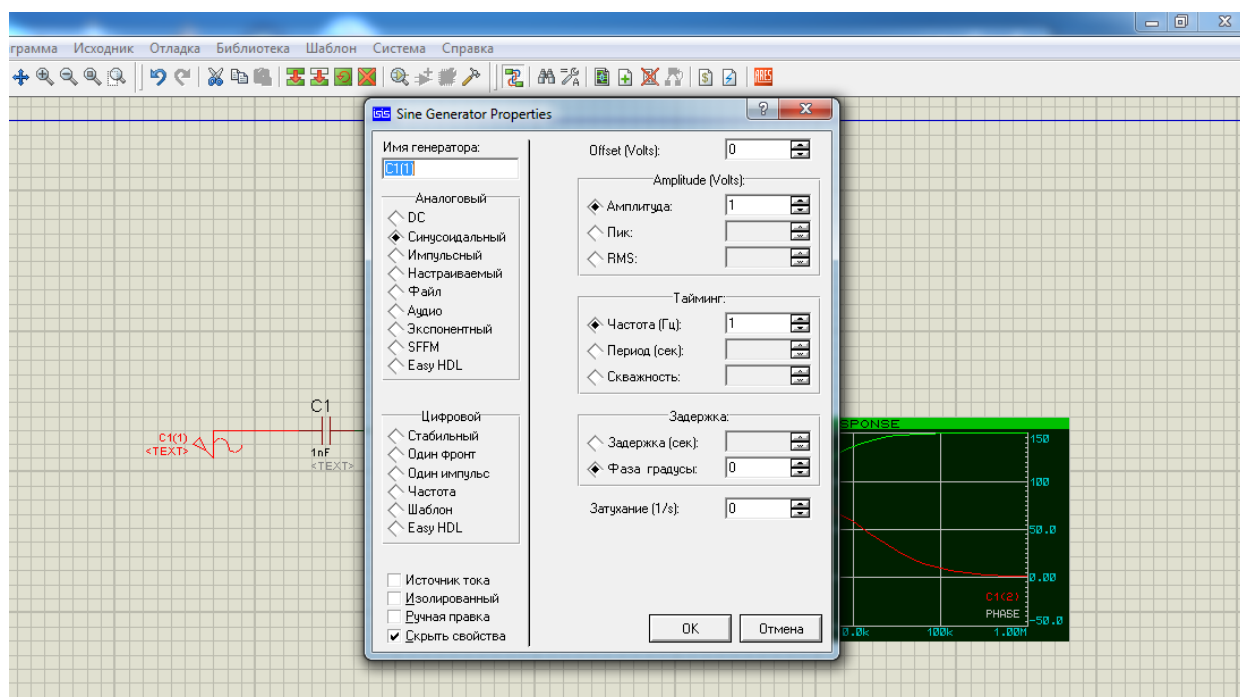 ограмма Исходник Отладка Библиотека Шаблон Система Справка
ARES
isis Sine Generator Properties
Имя генератора:
C1(1)
Аналоговый
DC
Синусоидальный
Импульсный
Настраиваемый
Файл
Аудио
Экспонентный
SFFM
Easy HDL
Цифровой
Стабильный
Один фронт
Один импульс
Частота
Шаблон
Easy HDL
Источник тока
Изолированный
Ручная правка
Скрыть свойства
Offset (Volts): 0
Amplitude (Volts):
Амплитуда: 1
Пик:
RMS:
Тайминг:
Частота (Гц): 1
Период (сек):
Скважность:
Задержка:
Задержка (сек):
Фаза градусы: 0
Затухание (1/s): 0
OK Отмена
C1(1)
<TEXT>
C1
1nF
<TEXT>
SPONSE
150
100
50.0
0.00
C1(2)
PHASE
-50.0
0.0k 100k 1.00M